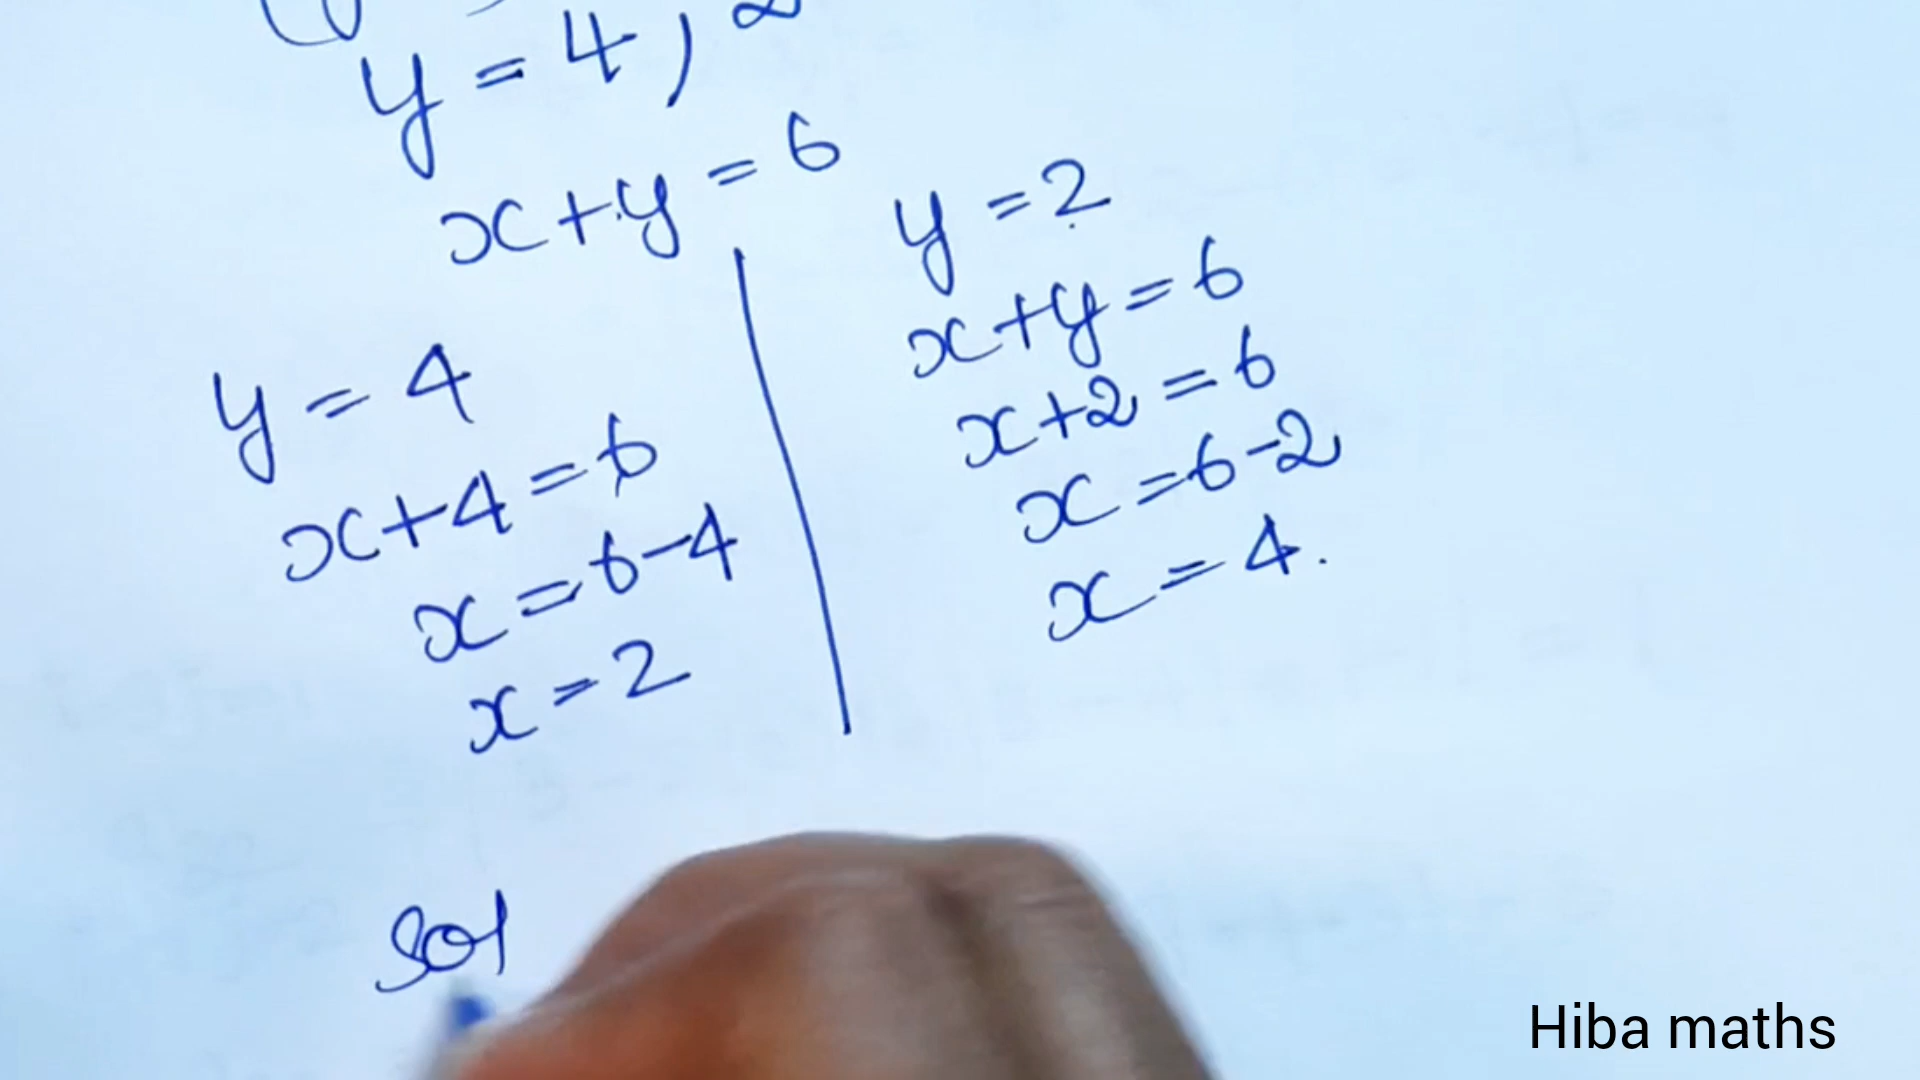 y = 4, 2
x+y = 6
y = 4
x+4 = 6
x = 6-4
x = 2
y = 2
x+y = 6
x+2 = 6
x = 6-2
x = 4.
Sol
Hiba maths